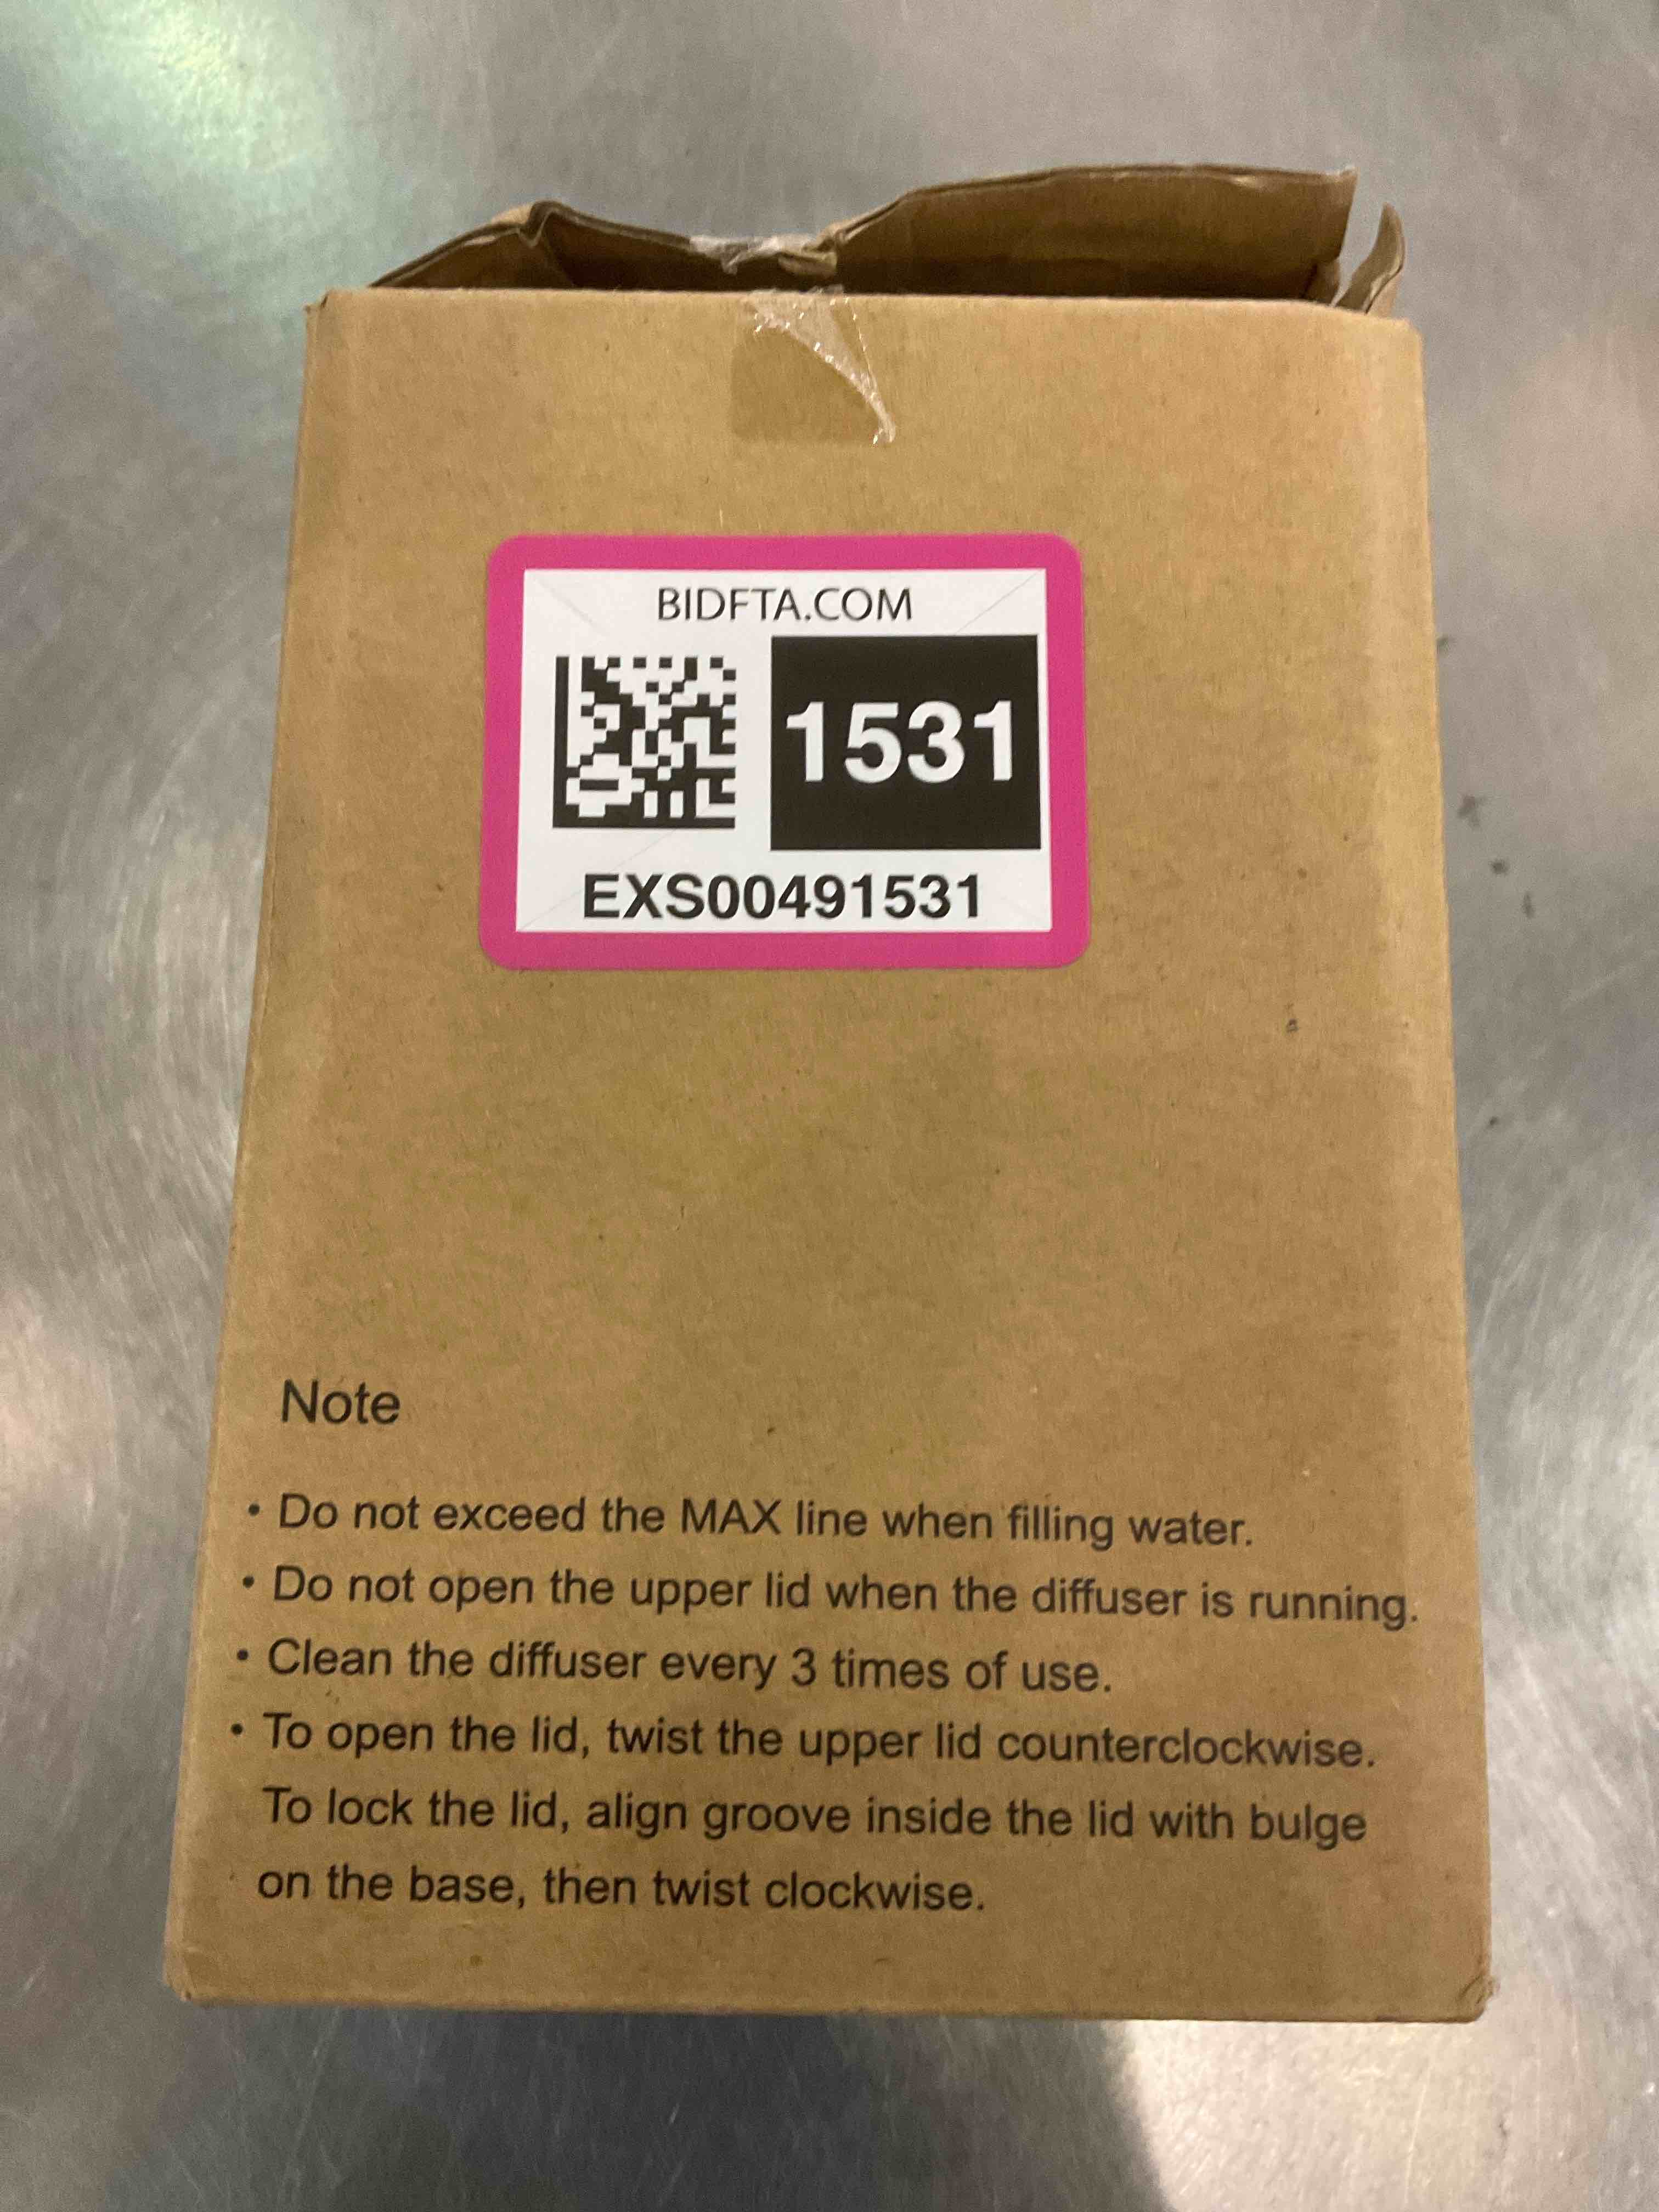 BIDFTA.COM
1531
EXS00491531
Note
• Do not exceed the MAX line when filling water.
• Do not open the upper lid when the diffuser is running.
• Clean the diffuser every 3 times of use.
• To open the lid, twist the upper lid counterclockwise.
To lock the lid, align groove inside the lid with bulge
on the base, then twist clockwise.